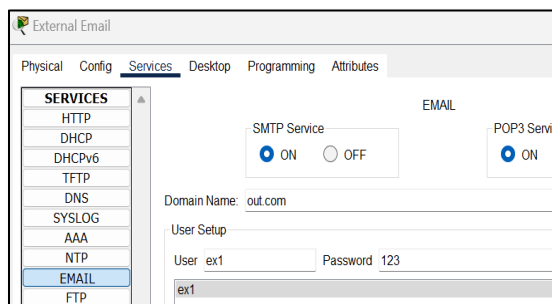 External Email
Physical Config Services Desktop Programming Attributes
SERVICES
HTTP
DHCP
DHCPv6
TFTP
DNS
SYSLOG
AAA
NTP
EMAIL
FTP
EMAIL
SMTP Service
ON OFF
POP3 Servi
ON
Domain Name: out.com
User Setup
User ex1 Password 123
ex1